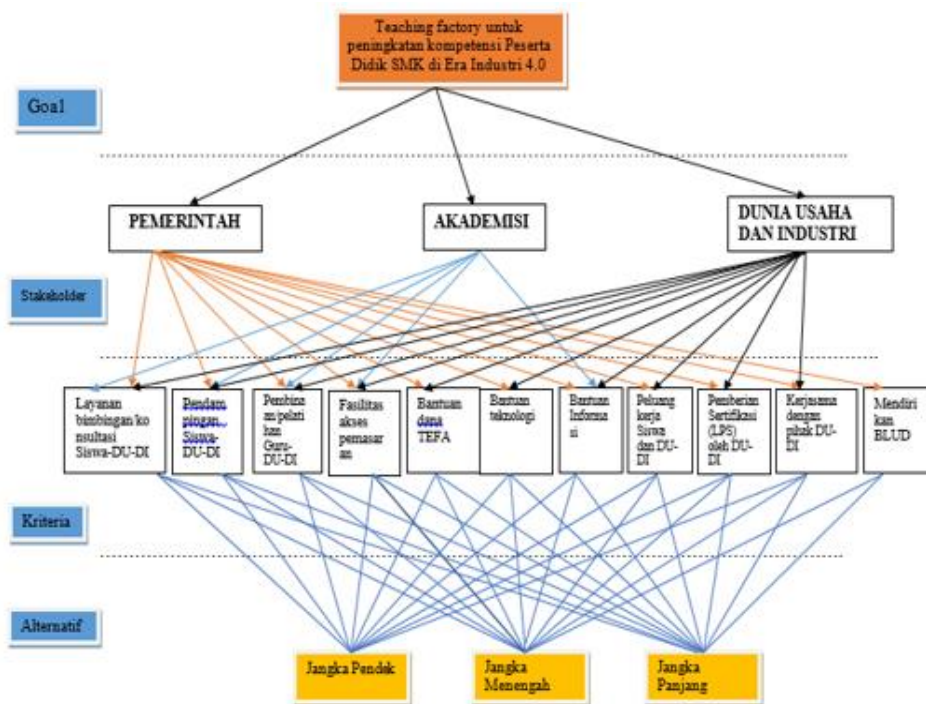 Teaching factory untuk
peningkatan kompetensi Peserta
Didik SMK di Era Industri 4.0
Goal
PEMERINTAH
AKADEMISI
DUNIA USAHA
DAN INDUSTRI
Stakeholder
Layanan
bimbingan/ko
nsultasi
Siswa-DU-DI
Pendam
pingan
Siswa-
DU-DI
Pembina
an/pelati
han
Guru-
DU-DI
Fasilitas
akses
pemasar
an
Bantuan
dana
TEFA
Bantuan
teknologi
Bantuan
Informa
si
Peluang
kerja
Siswa
dan DU-
DI
Pemberian
Sertifikasi
(LPS)
oleh DU-
DI
Kerjasama
dengan
pihak DU-
DI
Mendiri
kan
BLUD
Kriteria
Alternatif
Jangka Pendek
Jangka
Menengah
Jangka
Panjang